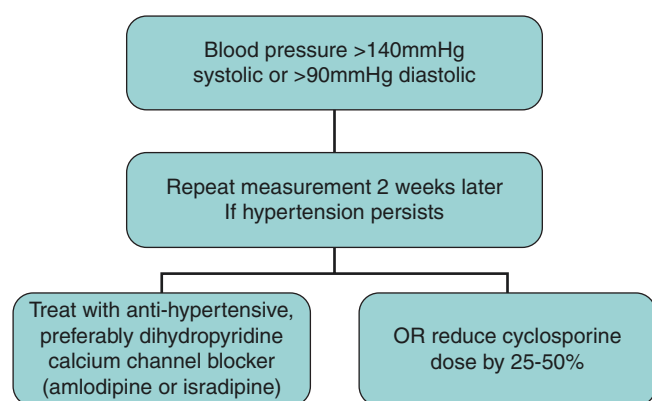 Blood pressure >140mmHg
systolic or >90mmHg diastolic
Repeat measurement 2 weeks later
If hypertension persists
Treat with anti-hypertensive,
preferably dihydropyridine
calcium channel blocker
(amlodipine or isradipine)
OR reduce cyclosporine
dose by 25-50%